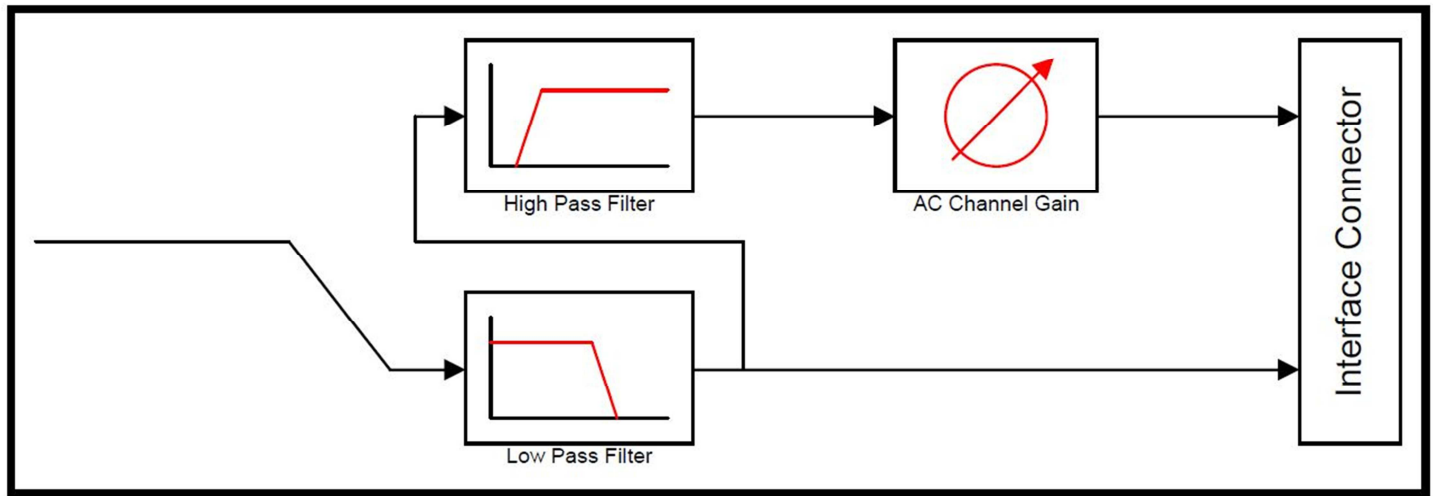 High Pass Filter
AC Channel Gain
Interface Connector
Low Pass Filter